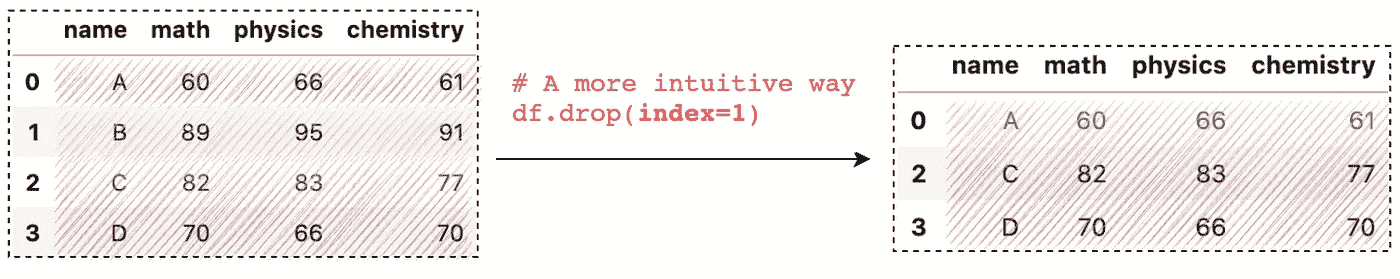 name math physics chemistry
0 A 60 66 61
1 B 89 95 91
2 C 82 83 77
3 D 70 66 70
# A more intuitive way
df.drop(index=1)
name math physics chemistry
0 A 60 66 61
2 C 82 83 77
3 D 70 66 70